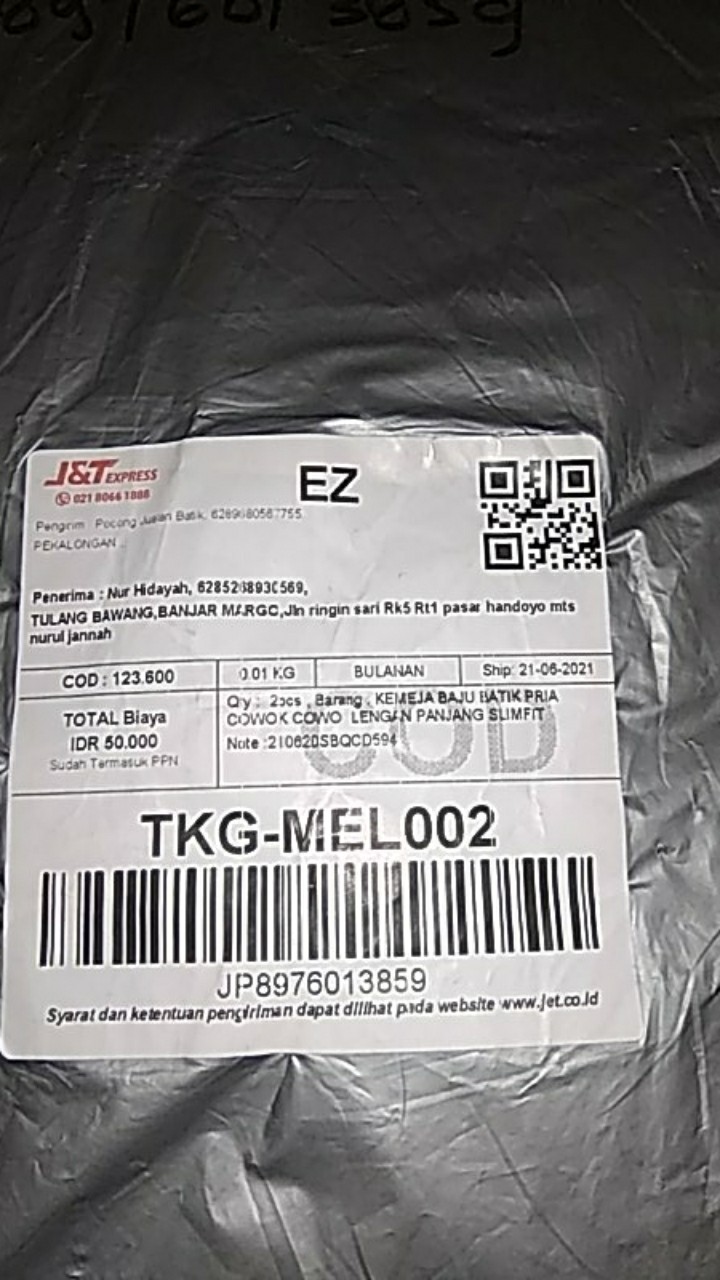 J&T EXPRESS
021 8066 1888
EZ
Pengirim : Pocong Jualan Batik,
PEKALONGAN
Penerima : Nur Hidayah,
TULANG BAWANG,BANJAR MARGO,Jln ringin sari Rk5 Rt1 pasar handoyo mts
nurul jannah
COD : 123.600
0.01 KG
BULANAN
Ship: 21-06-2021
TOTAL Biaya
IDR 50.000
Sudah Termasuk PPN
Qty : 2pcs , Barang : KEMEJA BAJU BATIK PRIA
COWOK COWO LENGAN PANJANG SLIMFIT
Note :210620SBQCD594
COD
TKG-MEL002
JP8976013859
Syarat dan ketentuan pengiriman dapat dilihat pada website www.jet.co.id